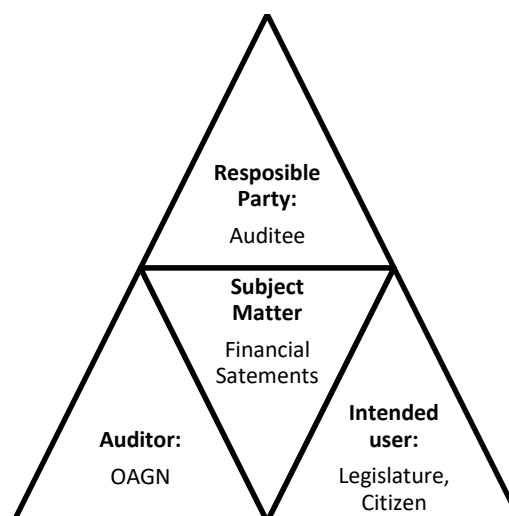 Resposible
Party:
Auditee
Subject
Matter
Financial
Satements
Auditor:
OAGN
Intended
user:
Legislature,
Citizen